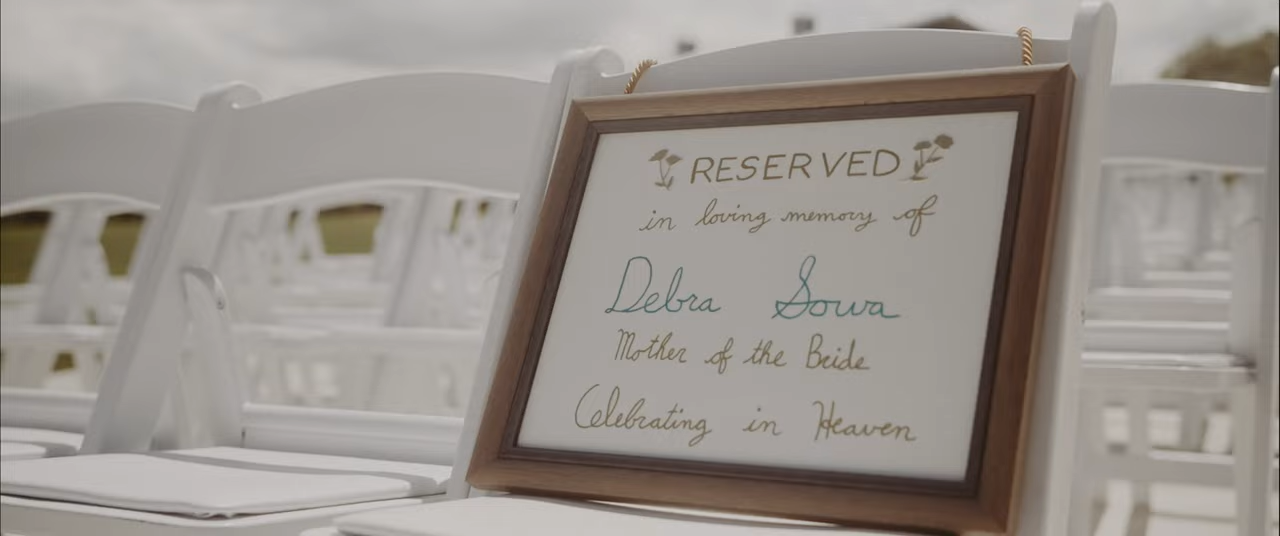 RESERVED
in loving memory of
Debra Sowa
Mother of the Bride
Celebrating in Heaven